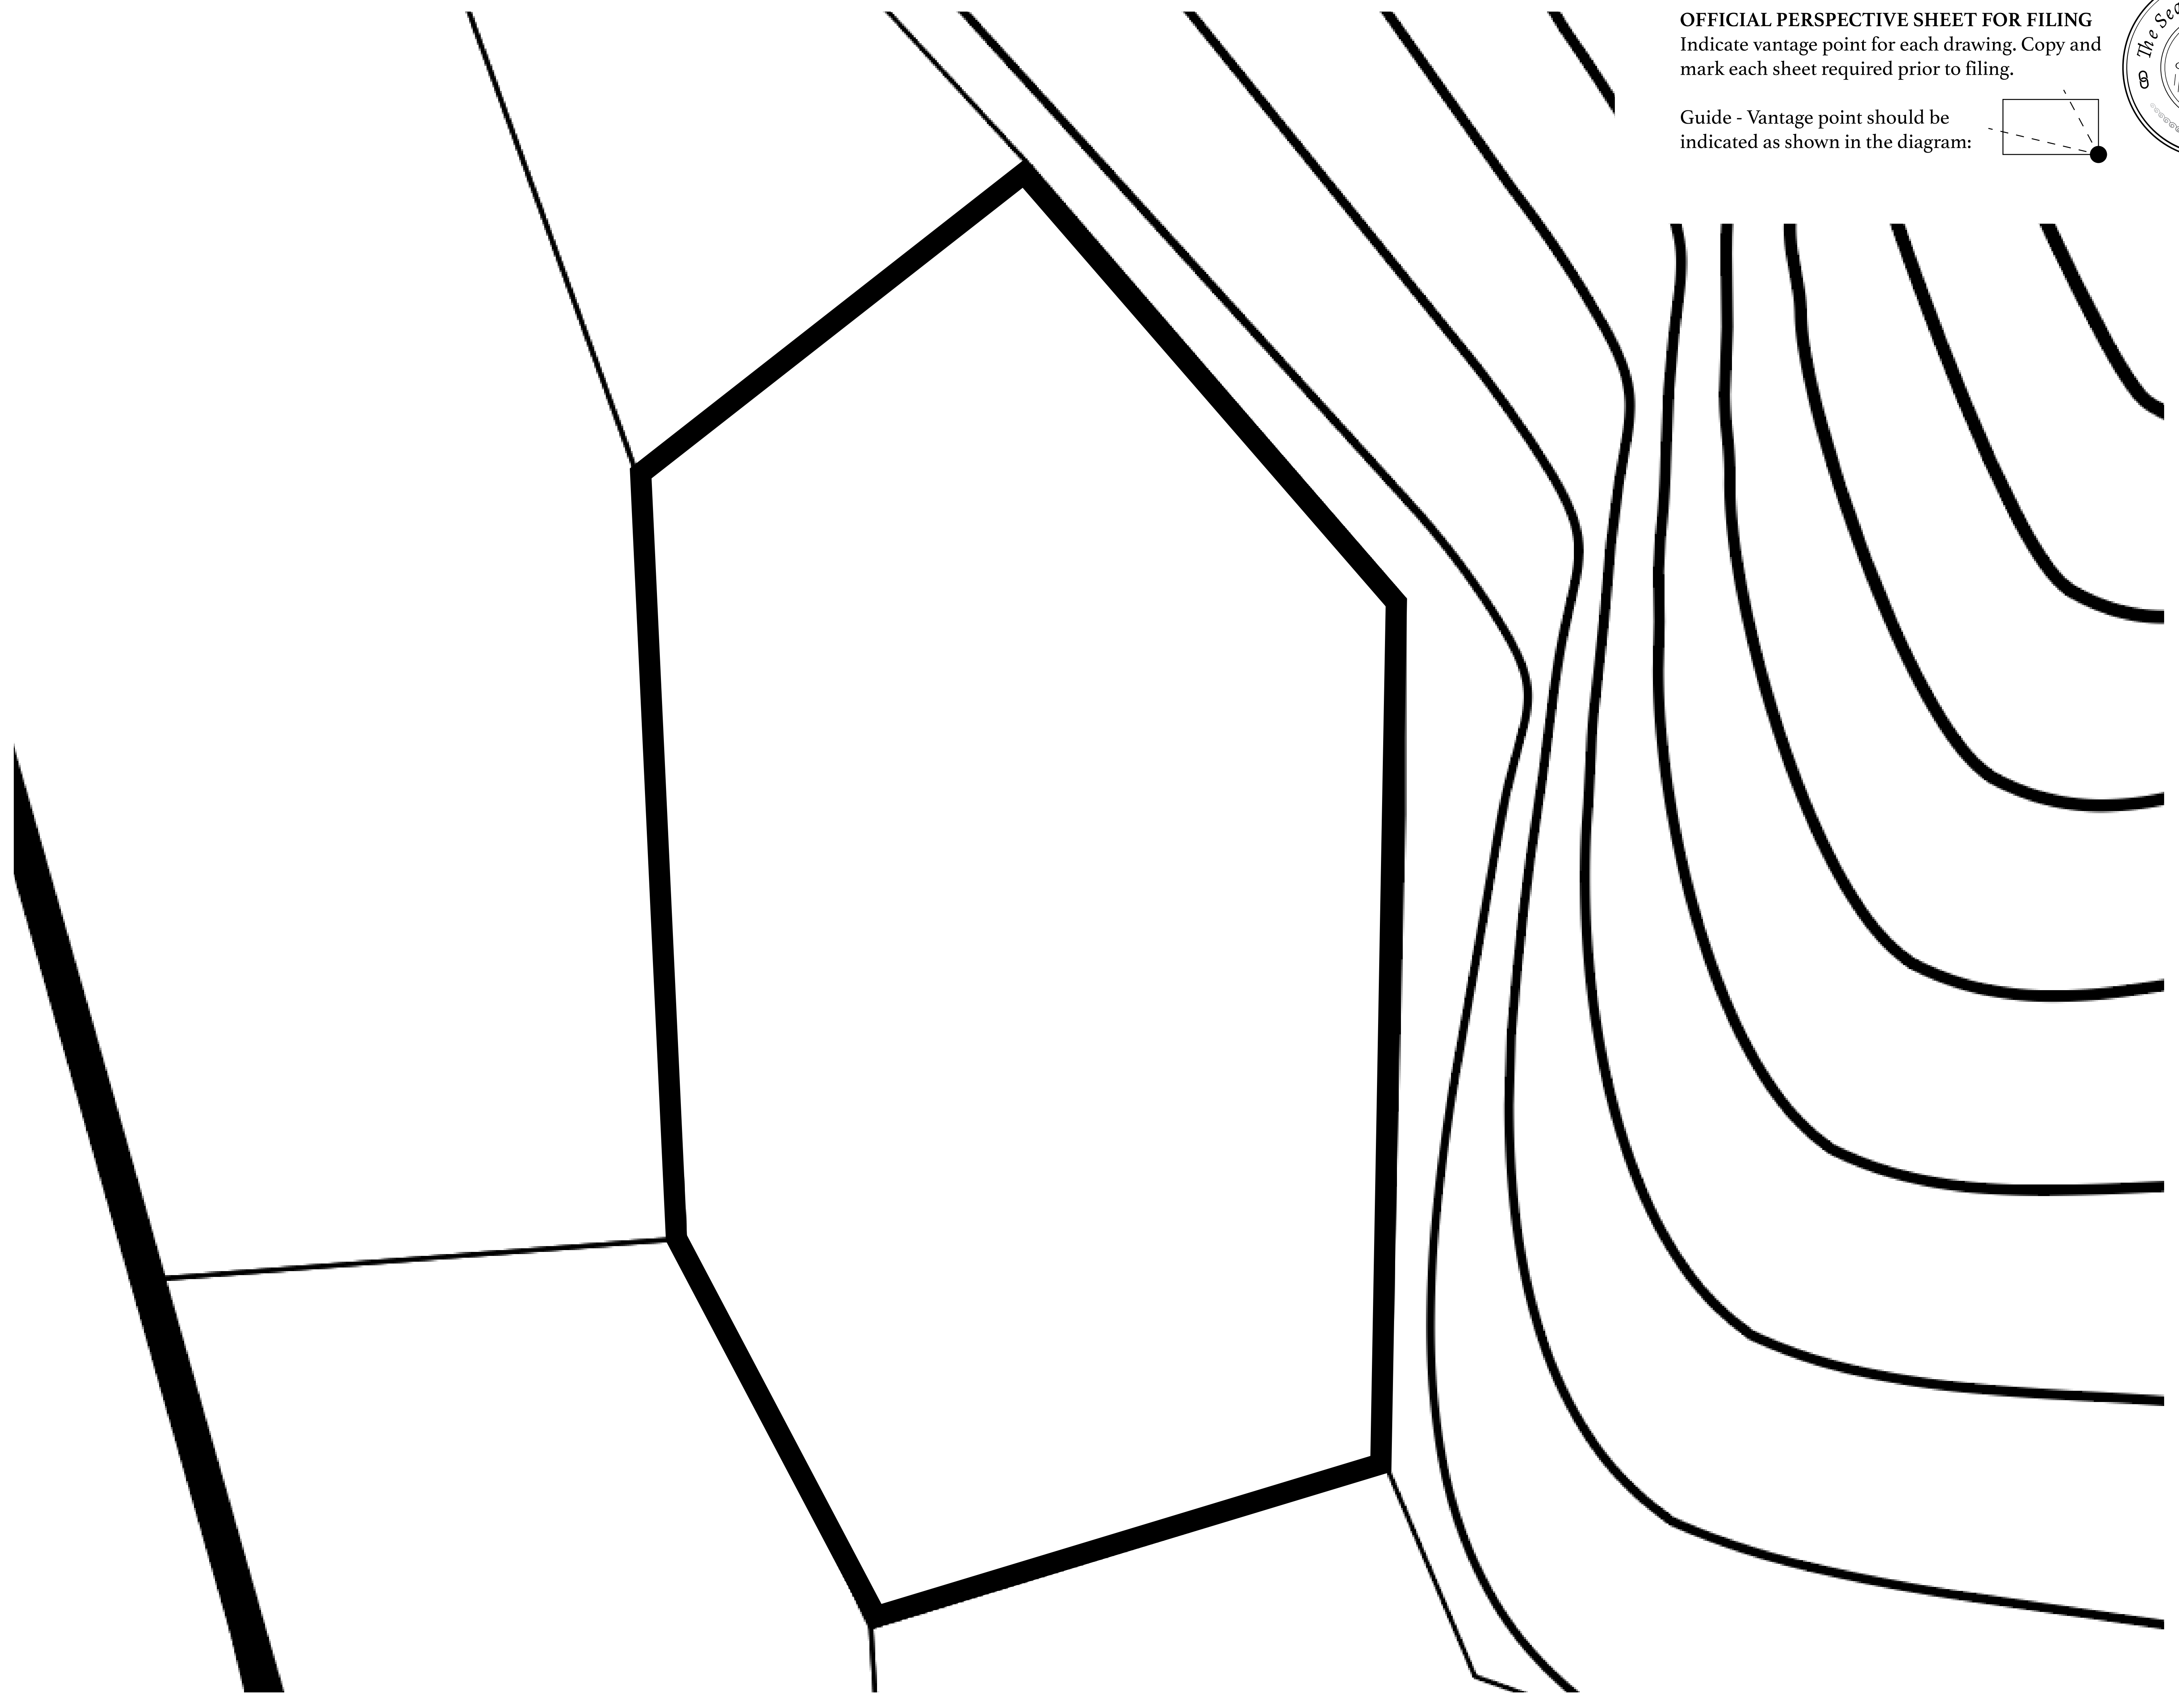 OFFICIAL PERSPECTIVE SHEET FOR FILING
Indicate vantage point for each drawing. Copy and
mark each sheet required prior to filing.
Guide - Vantage point should be
indicated as shown in the diagram:
The